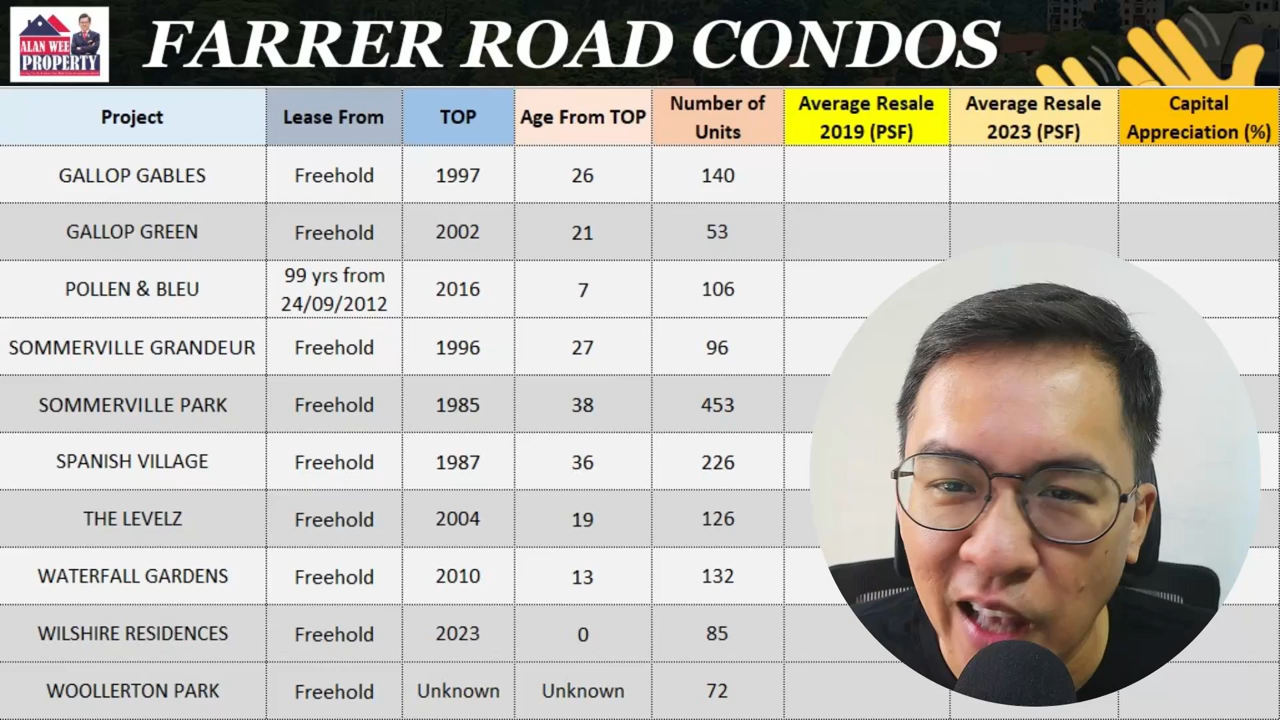 ALAN WEE
PROPERTY
FARRER ROAD CONDOS
Project
Lease From
TOP
Age From TOP
Number of
Units
Average Resale
2019 (PSF)
Average Resale
2023 (PSF)
Capital
Appreciation (%)
GALLOP GABLES Freehold 1997 26 140
GALLOP GREEN Freehold 2002 21 53
POLLEN & BLEU 99 yrs from
24/09/2012 2016 7 106
SOMMERVILLE GRANDEUR Freehold 1996 27 96
SOMMERVILLE PARK Freehold 1985 38 453
SPANISH VILLAGE Freehold 1987 36 226
THE LEVELZ Freehold 2004 19 126
WATERFALL GARDENS Freehold 2010 13 132
WILSHIRE RESIDENCES Freehold 2023 0 85
WOOLLERTON PARK Freehold Unknown Unknown 72